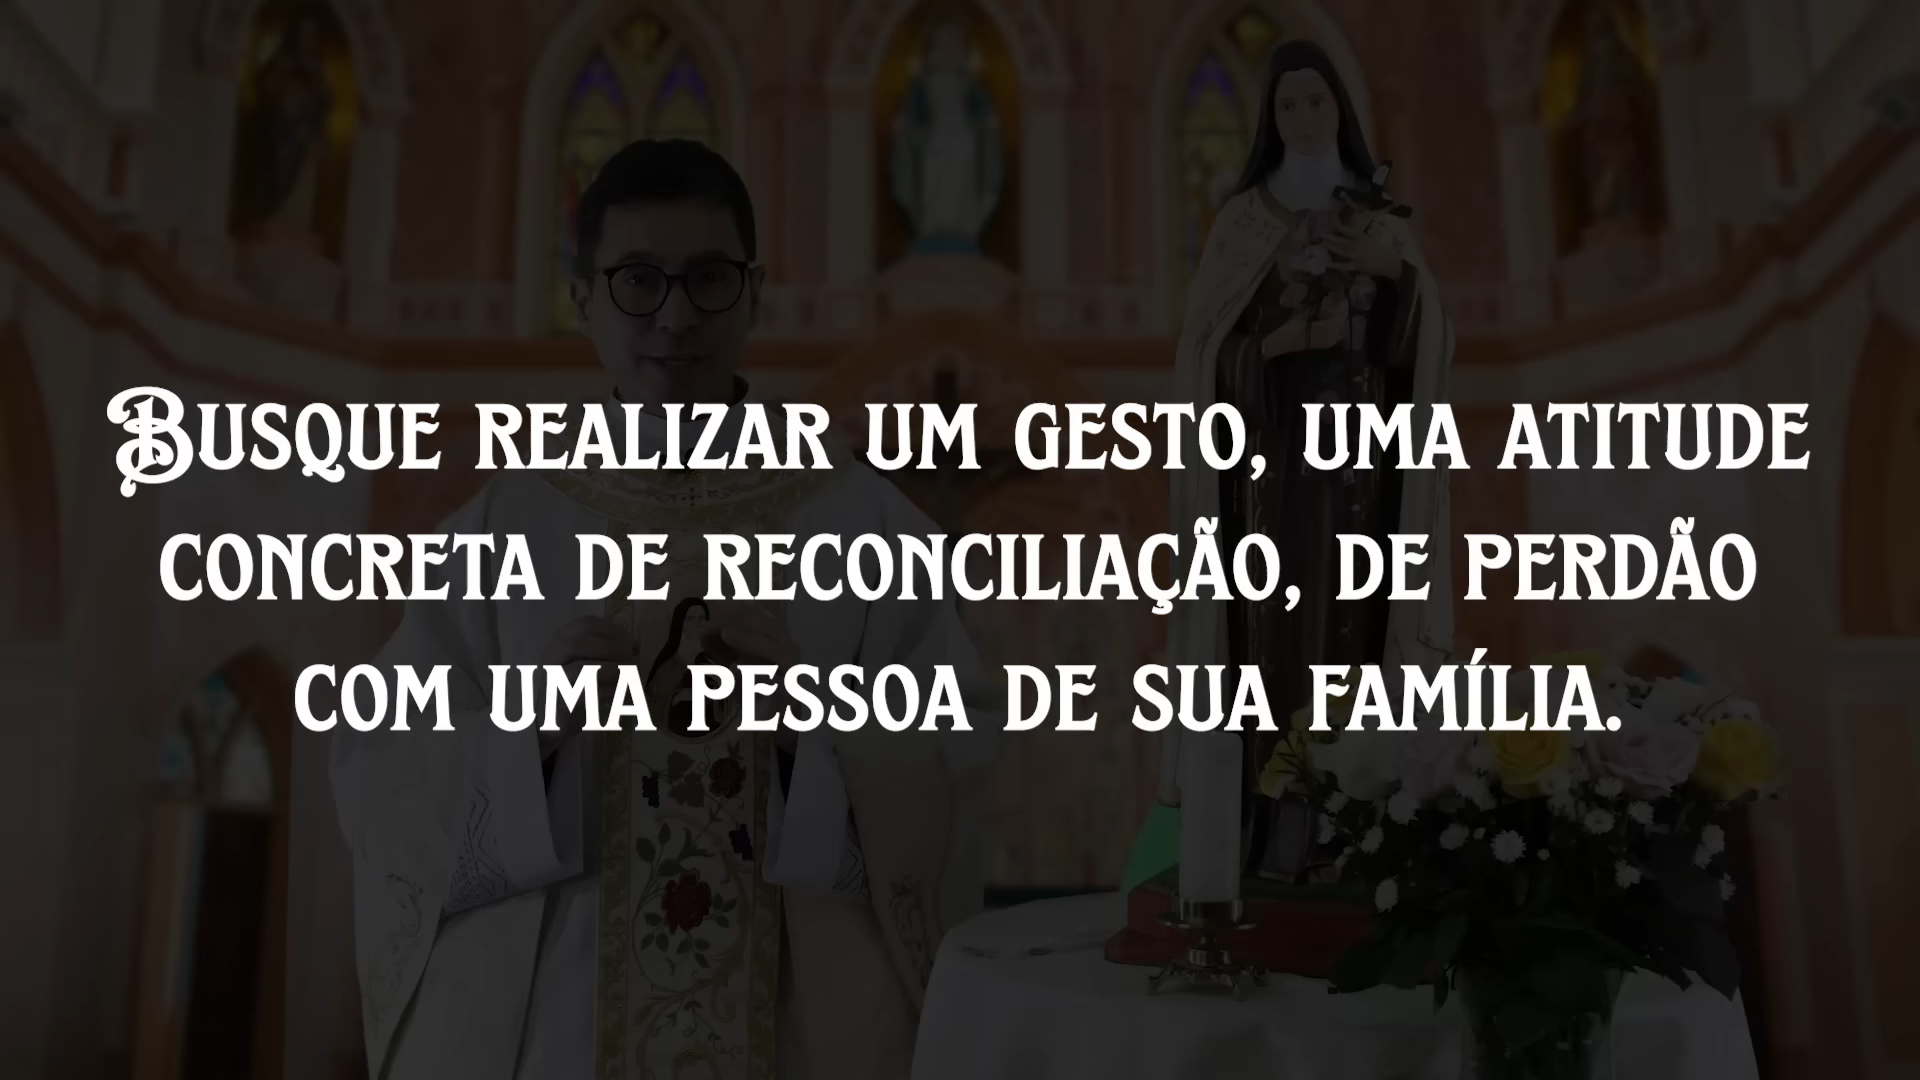 Busque realizar um gesto, uma atitude
concreta de reconciliação, de perdão
com uma pessoa de sua família.